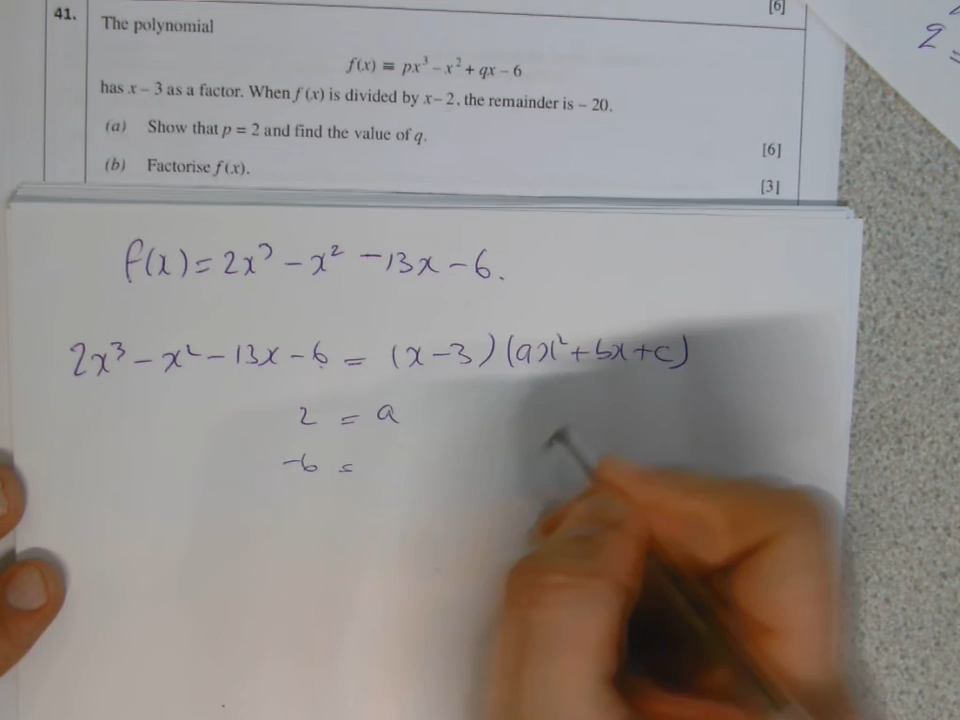 [6]
41. The polynomial
f(x) ≡ px³ – x² + qx – 6
has x – 3 as a factor. When f (x) is divided by x– 2, the remainder is – 20.
(a) Show that p = 2 and find the value of q.
[6]
(b) Factorise f (x).
[3]
2 =
f(x) = 2x³ – x² – 13x – 6.
2x³ – x² – 13x – 6 = (x – 3) (ax² + bx + c)
2 = a
–6 =